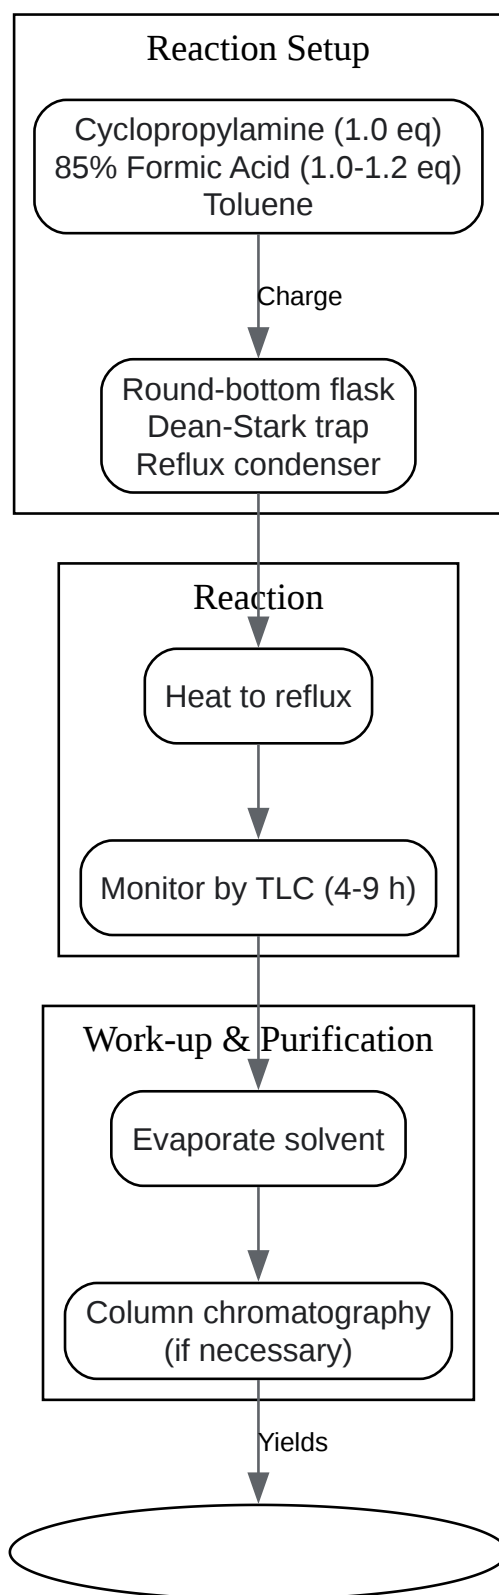 Reaction Setup
Cyclopropylamine (1.0 eq)
85% Formic Acid (1.0-1.2 eq)
Toluene
Charge
Round-bottom flask
Dean-Stark trap
Reflux condenser
Reaction
Heat to reflux
Monitor by TLC (4-9 h)
Work-up & Purification
Evaporate solvent
Column chromatography
(if necessary)
Yields